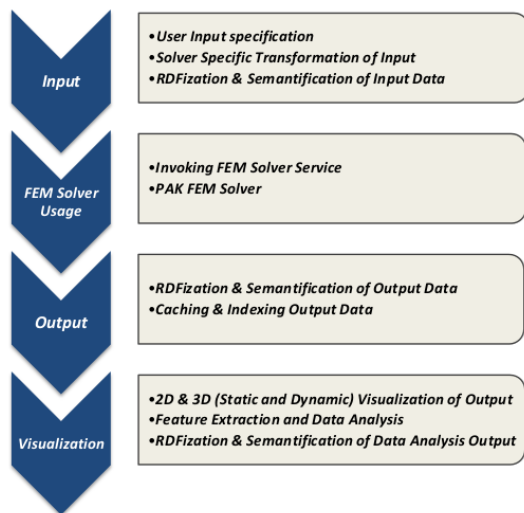 Input
•User Input specification
•Solver Specific Transformation of Input
•RDFization & Semantification of Input Data
FEM Solver
Usage
•Invoking FEM Solver Service
•PAK FEM Solver
Output
•RDFization & Semantification of Output Data
•Caching & Indexing Output Data
Visualization
•2D & 3D (Static and Dynamic) Visualization of Output
•Feature Extraction and Data Analysis
•RDFization & Semantification of Data Analysis Output